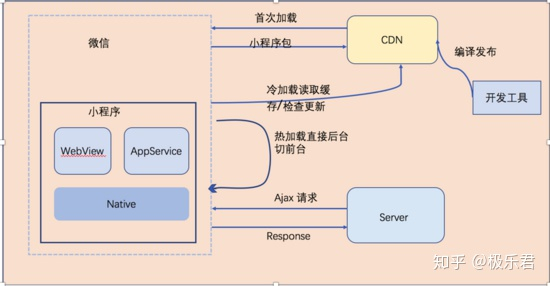 首次加载
微信
小程序包
CDN
编译发布
冷加载读取缓
存/检查更新
开发工具
小程序
热加载直接后台
切前台
WebView
AppService
Native
Ajax 请求
Server
Response
知乎 @极乐君